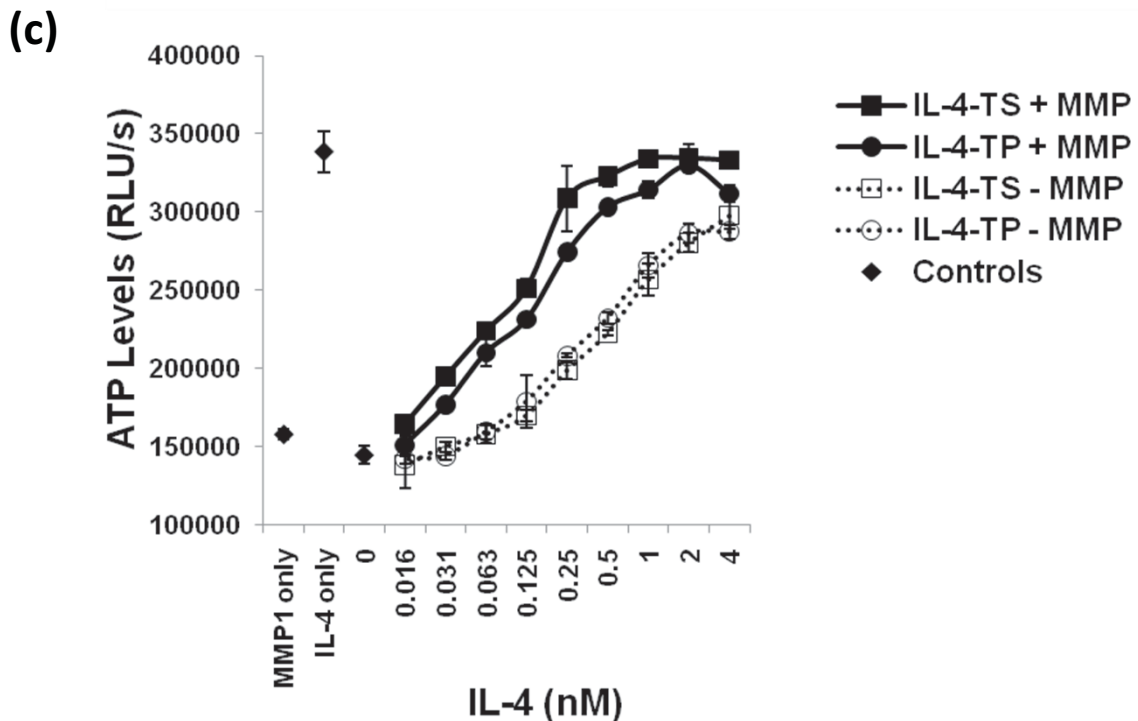 (c)
400000
350000
300000
250000
200000
150000
100000
ATP Levels (RLU/s)
MMP1 only
IL-4 only
0
0.016
0.031
0.063
0.125
0.25
0.5
1
2
4
IL-4 (nM)
IL-4-TS + MMP
IL-4-TP + MMP
IL-4-TS - MMP
IL-4-TP - MMP
Controls